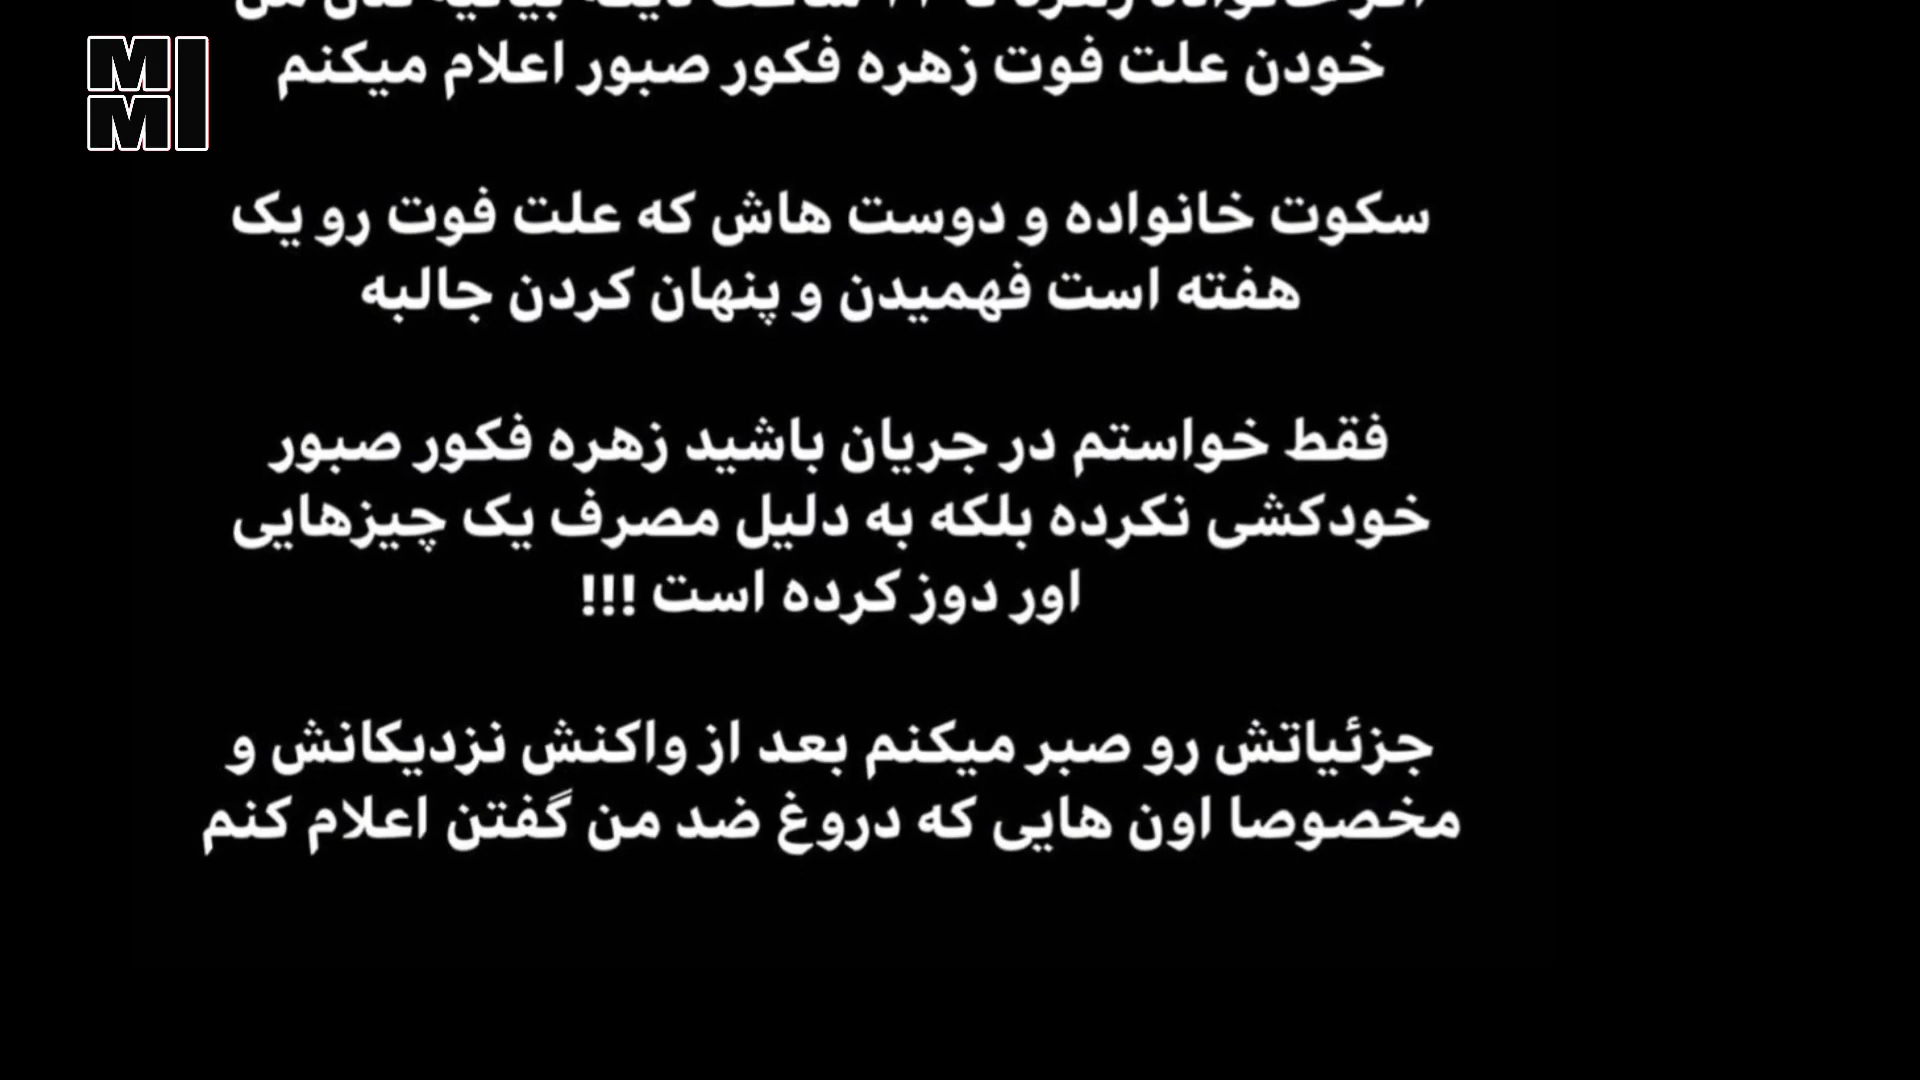 خودن علت فوت زهره فکور صبور اعلام میکنم
سکوت خانواده و دوست هاش که علت فوت رو یک
هفته است فهمیدن و پنهان کردن جالبه
فقط خواستم در جریان باشید زهره فکور صبور
خودکشی نکرده بلکه به دلیل مصرف یک چیزهایی
اور دوز کرده است !!!
جزئیاتش رو صبر میکنم بعد از واکنش نزدیکانش و
مخصوصا اون هایی که دروغ ضد من گفتن اعلام کنم